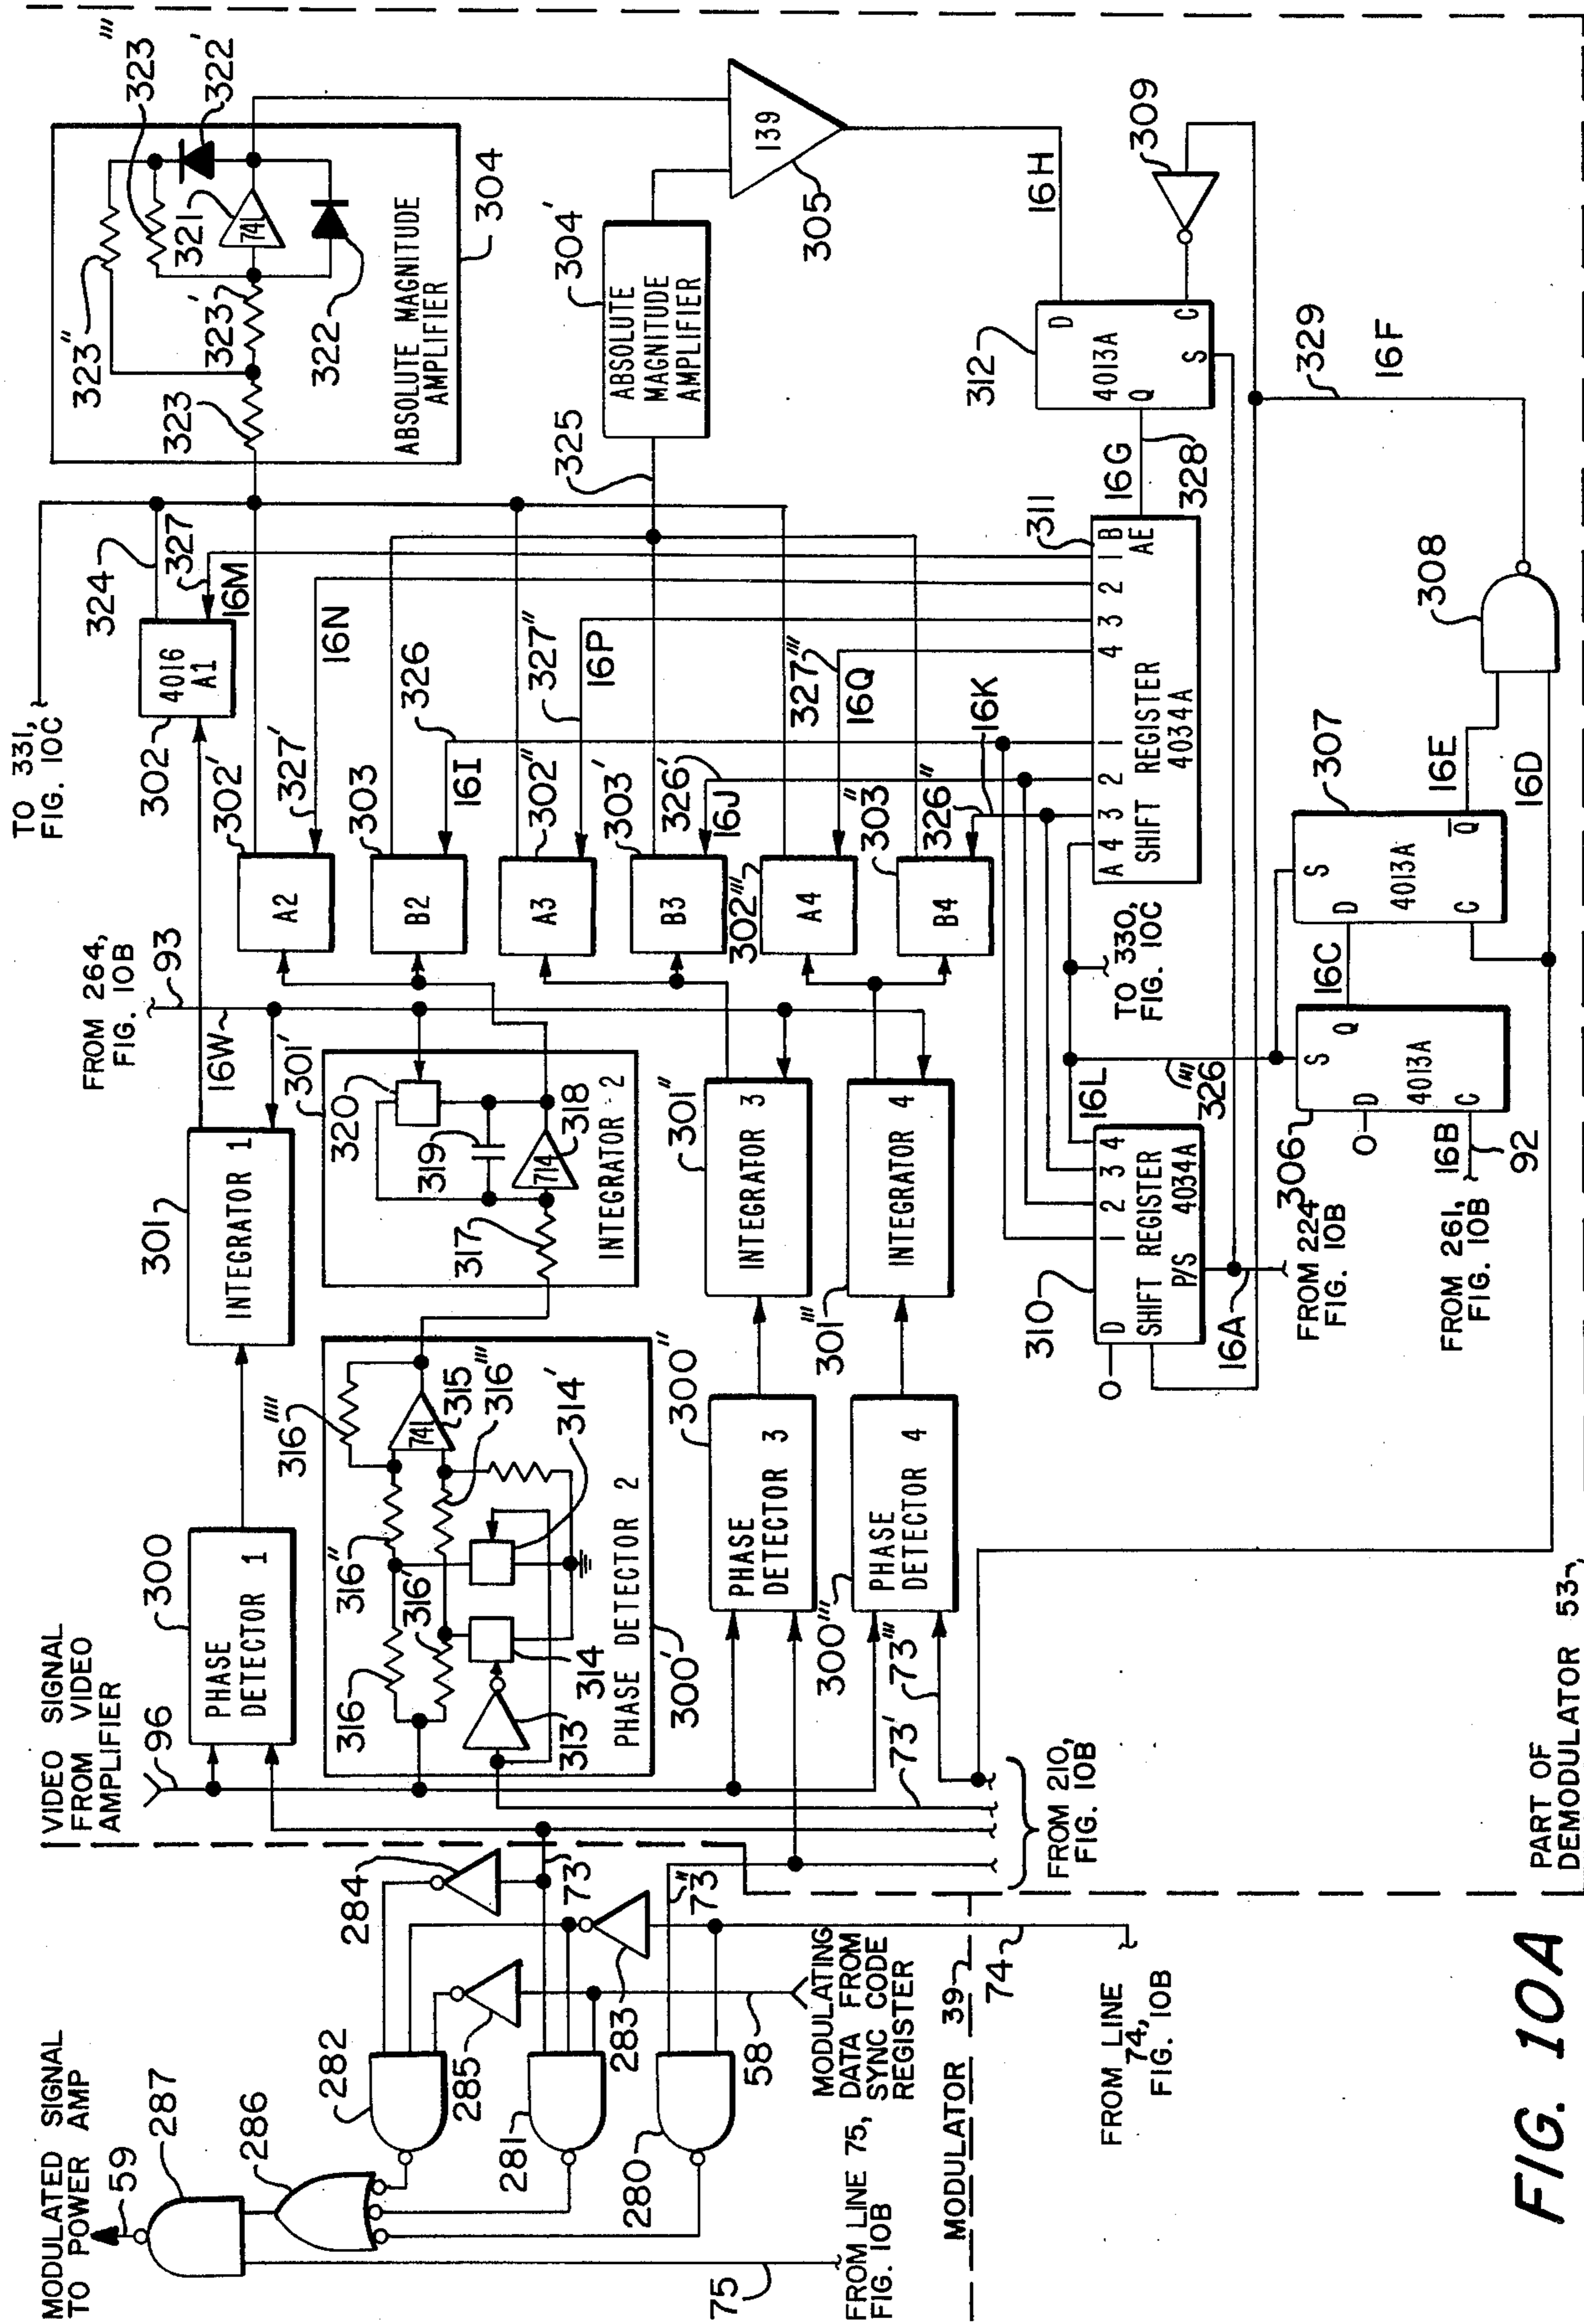 MODULATED SIGNAL
TO POWER AMP
59
287
286
282
284
285
281
280
283
73
73"
58
75
74
MODULATING
DATA FROM
SYNC CODE
REGISTER
FROM LINE 75,
FIG. 10B
MODULATOR 39
FROM LINE
74,
FIG. 10B
VIDEO SIGNAL
FROM VIDEO
AMPLIFIER
96
300
PHASE
DETECTOR 1
301
INTEGRATOR 1
FROM 264,
FIG. 10B
16W
93
316
316'
316"
316'''
316''''
74L
315
314'
314
313
PHASE DETECTOR 2
300'
301'
320
319
714
318
317
INTEGRATOR 2
PHASE
DETECTOR 3
300"
INTEGRATOR 3
301"
PHASE
DETECTOR 4
300'''
INTEGRATOR 4
301'''
73'
73'''
FROM 210,
FIG. 10B
TO 331,
FIG. 10C
302
4016
A1
324
327
16M
302'
A2
327'
16N
303
B2
326
16I
302"
A3
327"
16P
303'
B3
326'
16J
302'''
A4
327'''
16Q
303"
B4
326"
16K
323
323'
323"
323'''
321
74L
322
322'
ABSOLUTE MAGNITUDE
AMPLIFIER
304
304'
ABSOLUTE
MAGNITUDE
AMPLIFIER
325
139
305
16H
309
312
D
4013A
Q
C
S
329
16F
16G
328
311
B
AE
1 2 3 4
1 2 3 4
A
SHIFT REGISTER
4034A
TO 330,
FIG. 10C
310
D
1 2 3 4
SHIFT REGISTER
P/S 4034A
0
16L
326'''
16A
FROM 224
FIG. 10B
306
S
Q
D
4013A
C
0
16B
92
FROM 261,
FIG. 10B
16C
307
S
D
4013A
Q̅
C
16E
16D
308
PART OF
DEMODULATOR 53
FIG. 10A